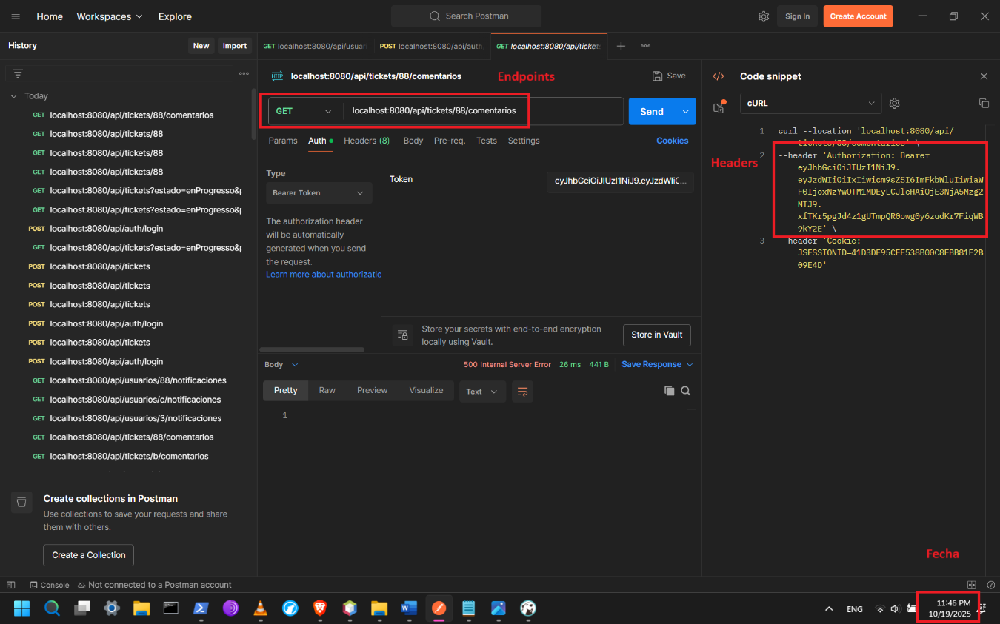 Home
Workspaces
Explore
Search Postman
Sign In
Create Account
History
New
Import
GET localhost:8080/api/usuari
POST localhost:8080/api/auth
GET localhost:8080/api/tickets
Today
GET localhost:8080/api/tickets/88/comentarios
GET localhost:8080/api/tickets/88
GET localhost:8080/api/tickets/88
GET localhost:8080/api/tickets/88
GET localhost:8080/api/tickets?estado=enProgresso&p
GET localhost:8080/api/tickets?estado=enProgresso&p
POST localhost:8080/api/auth/login
GET localhost:8080/api/tickets?estado=enProgresso&p
POST localhost:8080/api/tickets
POST localhost:8080/api/tickets
POST localhost:8080/api/tickets
POST localhost:8080/api/auth/login
POST localhost:8080/api/tickets
POST localhost:8080/api/auth/login
GET localhost:8080/api/usuarios/88/notificaciones
GET localhost:8080/api/usuarios/c/notificaciones
GET localhost:8080/api/usuarios/3/notificaciones
GET localhost:8080/api/tickets/88/comentarios
GET localhost:8080/api/tickets/b/comentarios
Create collections in Postman
Use collections to save your requests and share
them with others.
Create a Collection
HTTP localhost:8080/api/tickets/88/comentarios
Endpoints
Save
GET
localhost:8080/api/tickets/88/comentarios
Send
Params
Auth
Headers (8)
Body
Pre-req.
Tests
Settings
Cookies
Type
Bearer Token
The authorization header
will be automatically
generated when you send
the request.
Learn more about authorizatio
Token
eyJhbGciOiJIUzI1NiJ9.eyJzdWIiO...
Store your secrets with end-to-end encryption
locally using Vault.
Store in Vault
Body
500 Internal Server Error
26 ms
441 B
Save Response
Pretty
Raw
Preview
Visualize
Text
1
Code snippet
cURL
1 curl --location 'localhost:8080/api/
tickets/88/comentarios' \
Headers
2 --header 'Authorization: Bearer
eyJhbGciOiJIUzI1NiJ9.
eyJzdWIiOiIxIiwicm9sZSI6ImFkbWluIiwiaW
F0IjoxNzYwOTM1MDEyLCJleHAiOjE3NjA5Mzg2
MTJ9.
xfTKr5pgJd4z1gUTmpQR0owg0y6zudKr7FiqWB
9kY2E' \
3 --header 'Cookie:
JSESSIONID=41D3DE95CEF538B00C8EBB81F2B
09E4D'
Fecha
Console
Not connected to a Postman account
ENG
11:46 PM
10/19/2025